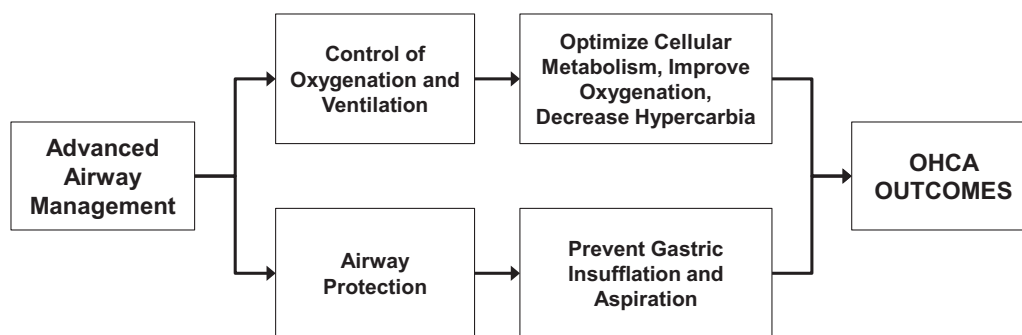 Advanced
Airway
Management
Control of
Oxygenation and
Ventilation
Optimize Cellular
Metabolism, Improve
Oxygenation,
Decrease Hypercarbia
Airway
Protection
Prevent Gastric
Insufflation and
Aspiration
OHCA
OUTCOMES